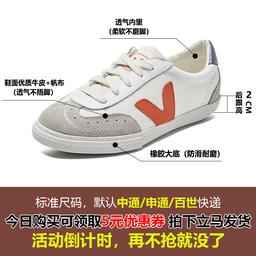 透气内里
(柔软不磨脚)
鞋面优质牛皮+帆布
(透气不捂脚)
后跟高
2CM
橡胶大底 (防滑耐磨)
标准尺码，默认中通/申通/百世快递
今日购买可领取5元优惠券 拍下立马发货
活动倒计时，再不抢就没了